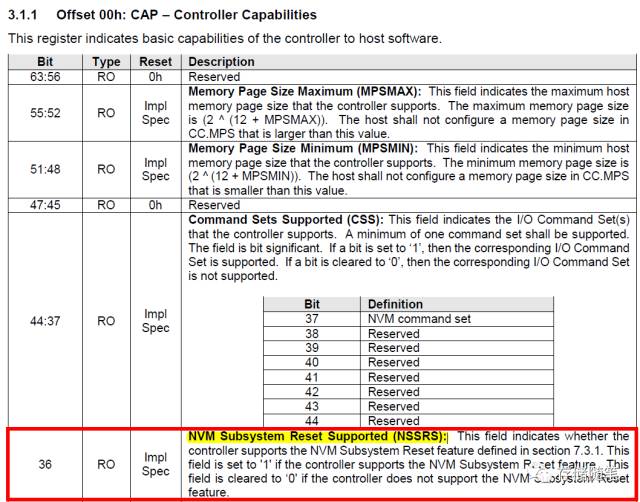 3.1.1 Offset 00h: CAP – Controller Capabilities
This register indicates basic capabilities of the controller to host software.
Bit Type Reset Description
63:56 RO 0h Reserved
55:52 RO Impl Spec Memory Page Size Maximum (MPSMAX): This field indicates the maximum host
memory page size that the controller supports. The maximum memory page size
is (2 ^ (12 + MPSMAX)). The host shall not configure a memory page size in
CC.MPS that is larger than this value.
51:48 RO Impl Spec Memory Page Size Minimum (MPSMIN): This field indicates the minimum host
memory page size that the controller supports. The minimum memory page size is
(2 ^ (12 + MPSMIN)). The host shall not configure a memory page size in CC.MPS
that is smaller than this value.
47:45 RO 0h Reserved
44:37 RO Impl Spec Command Sets Supported (CSS): This field indicates the I/O Command Set(s)
that the controller supports. A minimum of one command set shall be supported.
The field is bit significant. If a bit is set to ‘1’, then the corresponding I/O Command
Set is supported. If a bit is cleared to ‘0’, then the corresponding I/O Command Set
is not supported.
Bit Definition
37 NVM command set
38 Reserved
39 Reserved
40 Reserved
41 Reserved
42 Reserved
43 Reserved
44 Reserved
36 RO Impl Spec NVM Subsystem Reset Supported (NSSRS): This field indicates whether the
controller supports the NVM Subsystem Reset feature defined in section 7.3.1. This
field is set to '1' if the controller supports the NVM Subsystem Reset feature. This
field is cleared to ‘0’ if the controller does not support the NVM Subsystem Reset
feature.
存储随笔